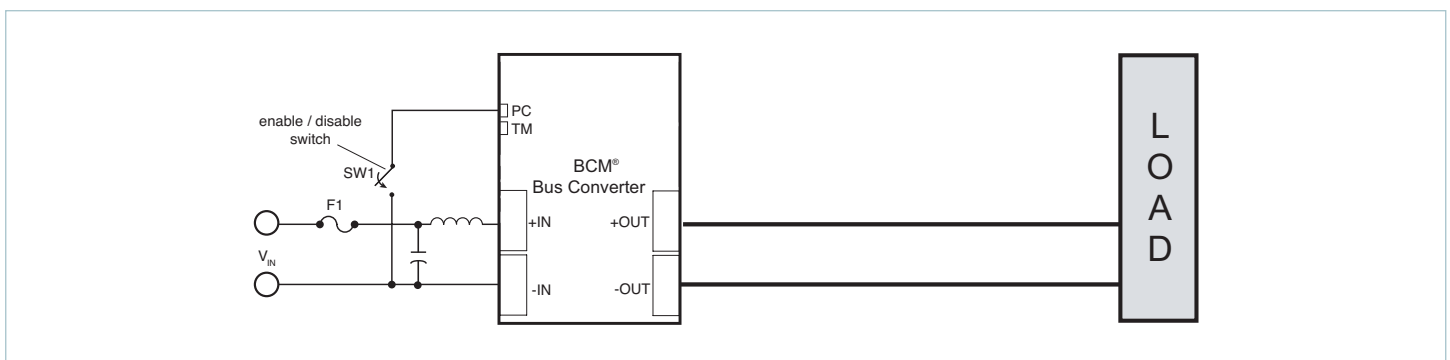 enable / disable
switch
SW1
F1
V_IN
PC
TM
BCM®
Bus Converter
+IN
-IN
+OUT
-OUT
L
O
A
D